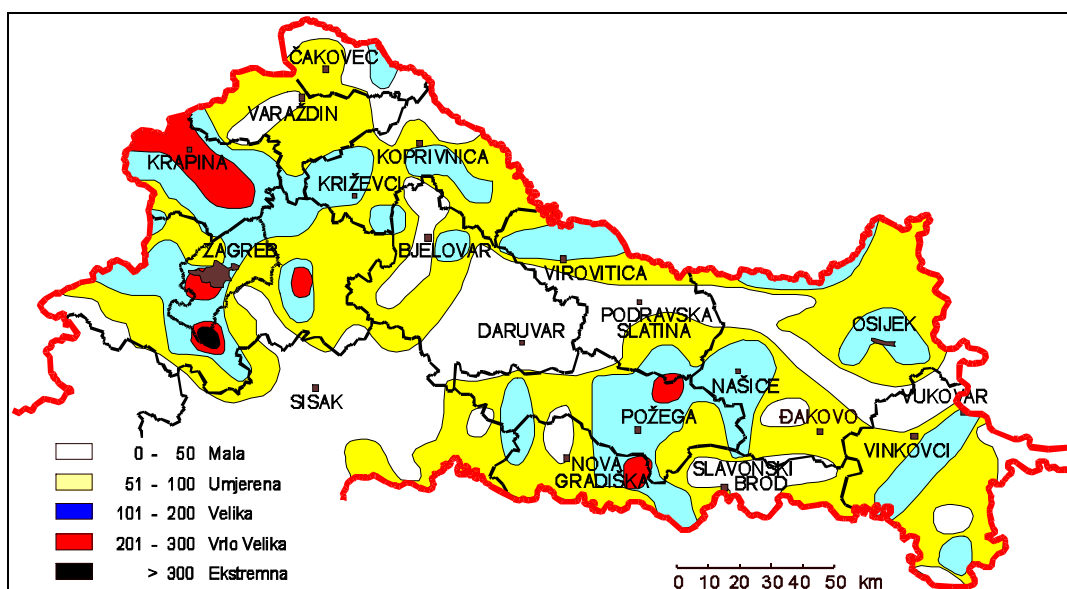 ČAKOVEC
VARAŽDIN
KRAPINA
KOPRIVNICA
KRIŽEVCI
ZAGREB
BJELOVAR
VIROVITICA
PODRAVSKA
SLATINA
DARUVAR
OSIJEK
SISAK
NAŠICE
POŽEGA
ĐAKOVO
VUKOVAR
VINKOVCI
NOVA
GRADIŠKA
SLAVONSKI
BROD
0 - 50 Mala
51 - 100 Umjerena
101 - 200 Velika
201 - 300 Vrlo Velika
> 300 Ekstremna
0 10 20 30 40 50 km